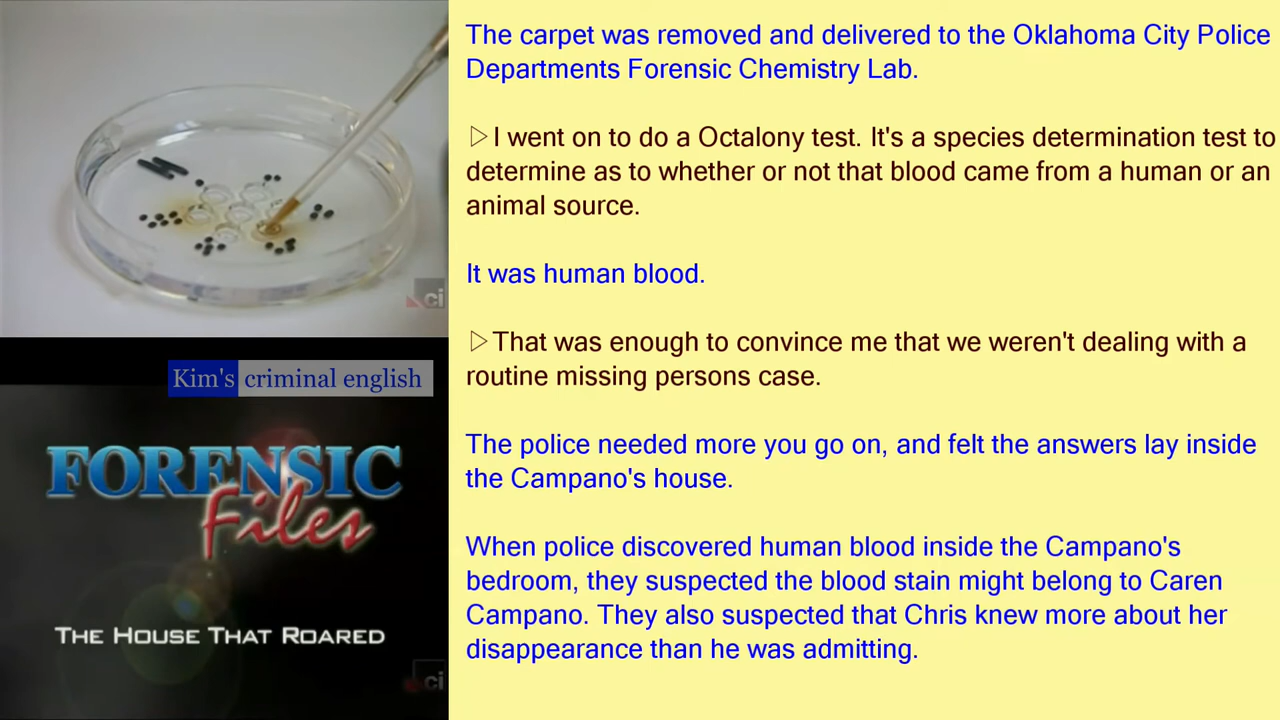 The carpet was removed and delivered to the Oklahoma City Police
Departments Forensic Chemistry Lab.
▷I went on to do a Octalony test. It's a species determination test to
determine as to whether or not that blood came from a human or an
animal source.
It was human blood.
▷That was enough to convince me that we weren't dealing with a
routine missing persons case.
The police needed more you go on, and felt the answers lay inside
the Campano's house.
When police discovered human blood inside the Campano's
bedroom, they suspected the blood stain might belong to Caren
Campano. They also suspected that Chris knew more about her
disappearance than he was admitting.
ci
Kim's criminal english
FORENSIC
Files
THE HOUSE THAT ROARED
ci